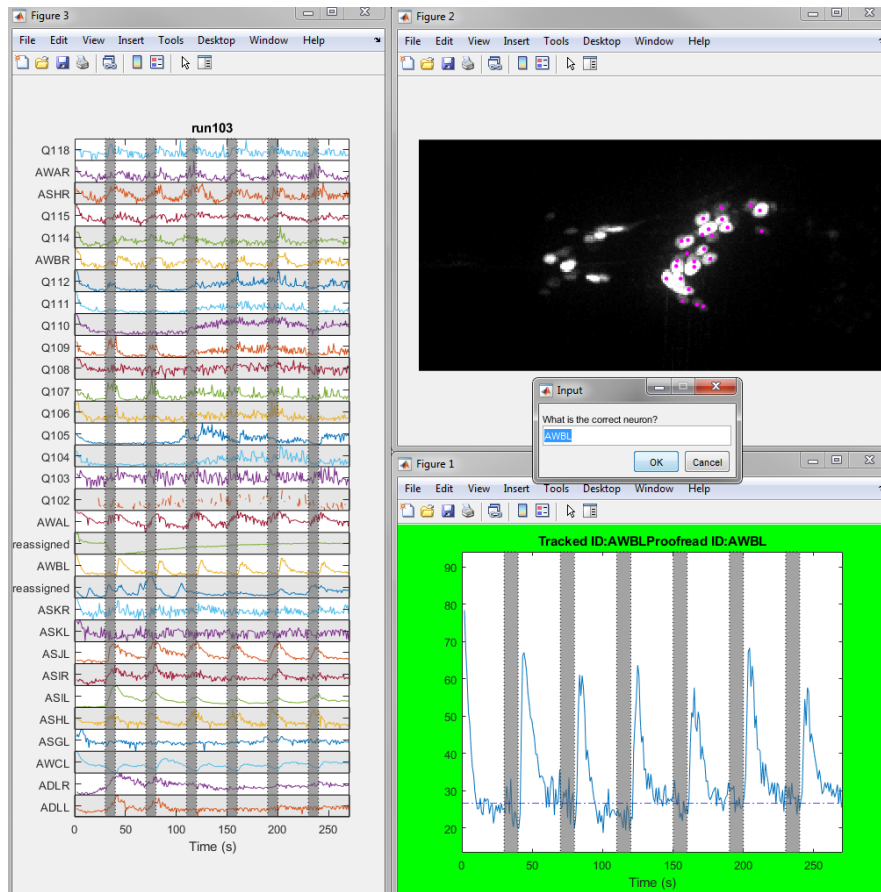 Figure 3
File Edit View Insert Tools Desktop Window Help
run103
Q118
AWAR
ASHR
Q115
Q114
AWBR
Q112
Q111
Q110
Q109
Q108
Q107
Q106
Q105
Q104
Q103
Q102
AWAL
reassigned
AWBL
reassigned
ASKR
ASKL
ASJL
ASIR
ASIL
ASHL
ASGL
AWCL
ADLR
ADLL
0 50 100 150 200 250
Time (s)
Figure 2
File Edit View Insert Tools Desktop Window Help
Input
What is the correct neuron?
AWBL
OK Cancel
Figure 1
File Edit View Insert Tools Desktop Window Help
Tracked ID:AWBLProofread ID:AWBL
90
80
70
60
50
40
30
20
0 50 100 150 200 250
Time (s)